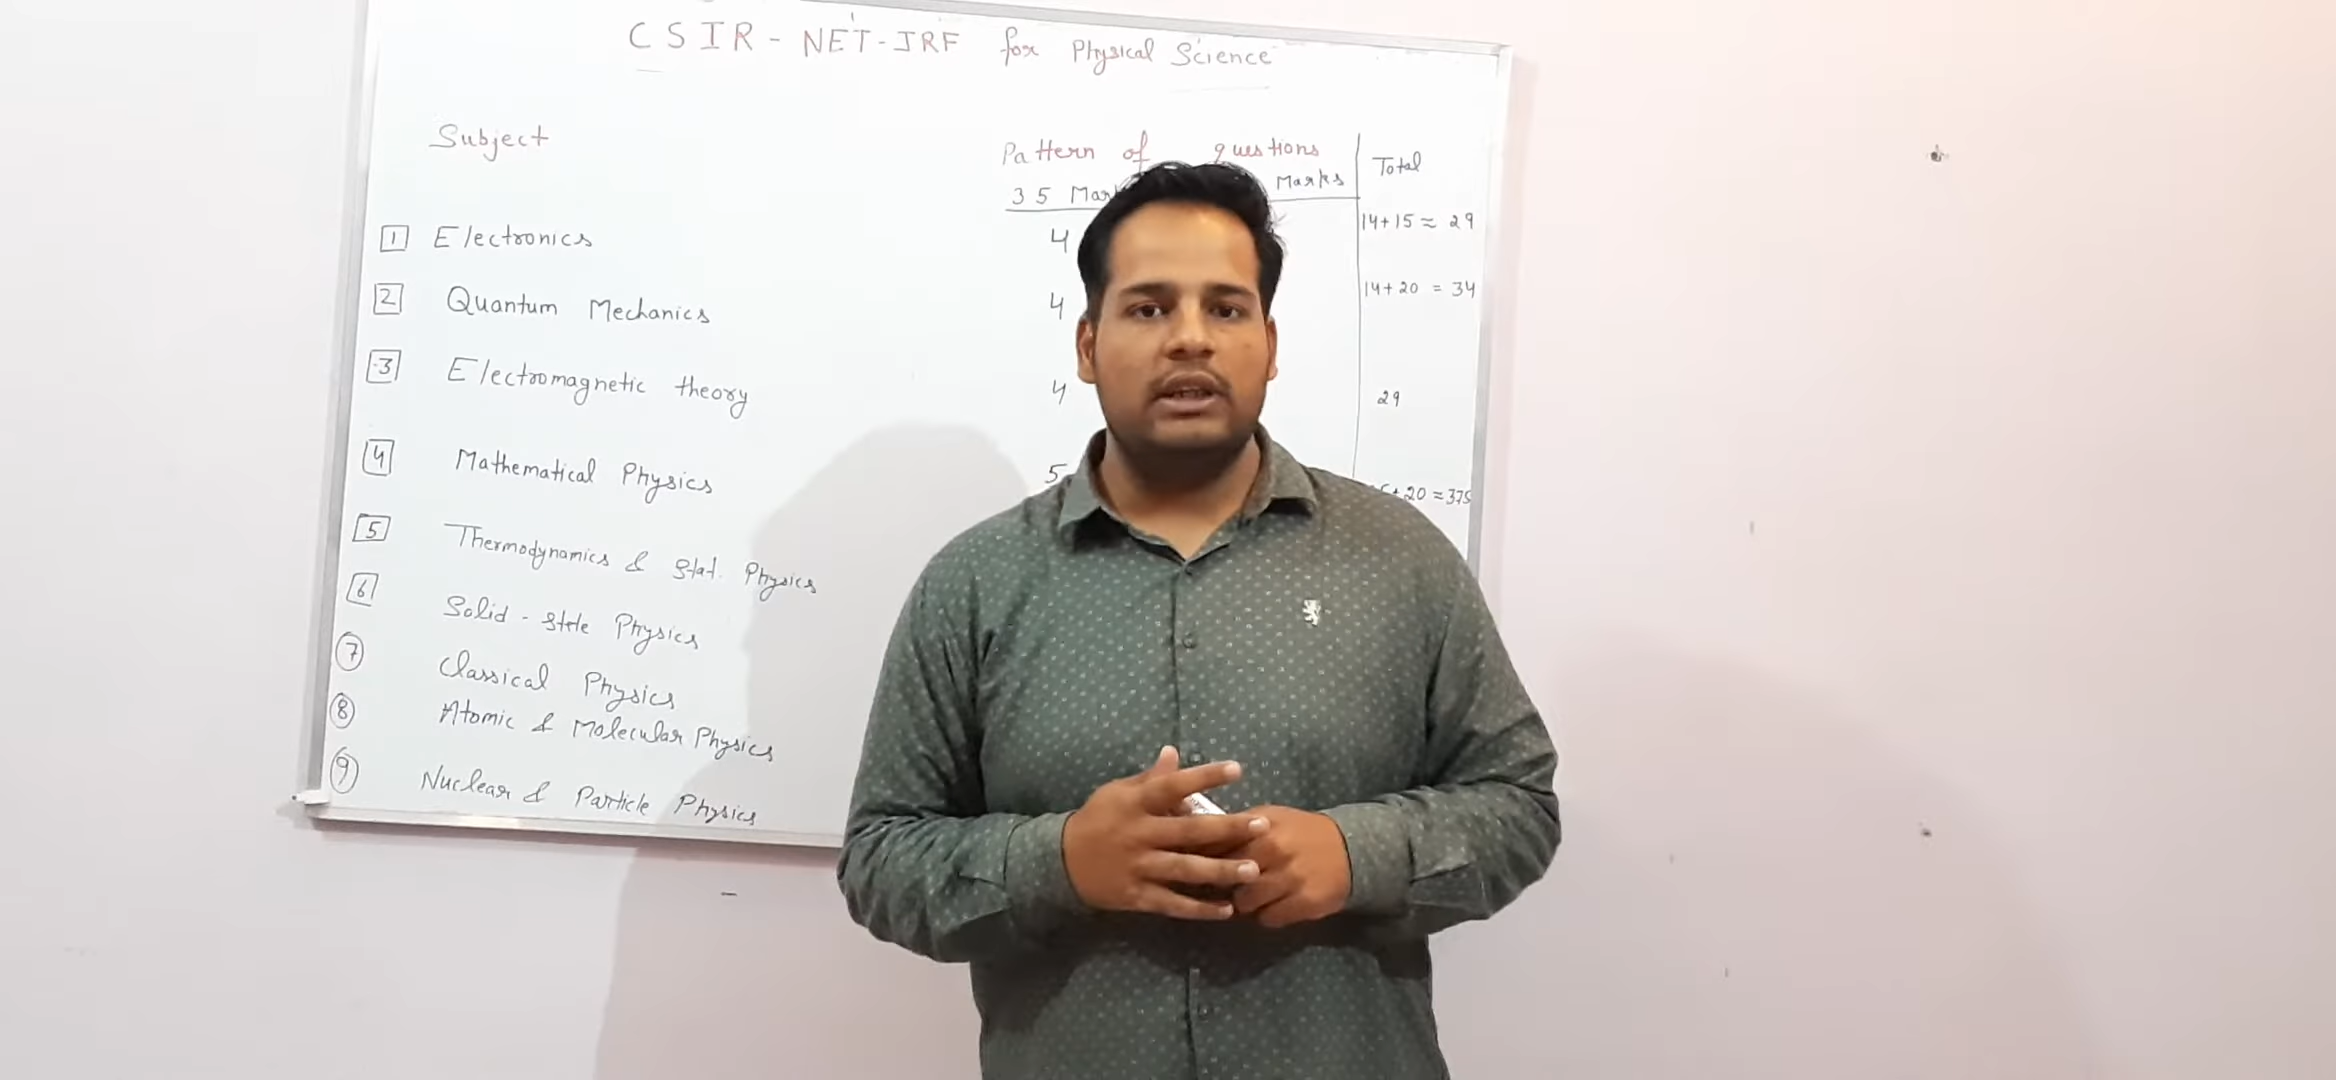 CSIR - NET - JRF for Physical Science
Subject
Pattern of questions
Total
35 Marks
1 Electronics 4 14+15 ≈ 29
2 Quantum Mechanics 4 14+20 = 34
3 Electromagnetic theory 4 29
4 Mathematical Physics 5 20 = 375
5 Thermodynamics & Stat. Physics
6 Solid - State Physics
7 Classical Physics
8 Atomic & Molecular Physics
9 Nuclear & Particle Physics